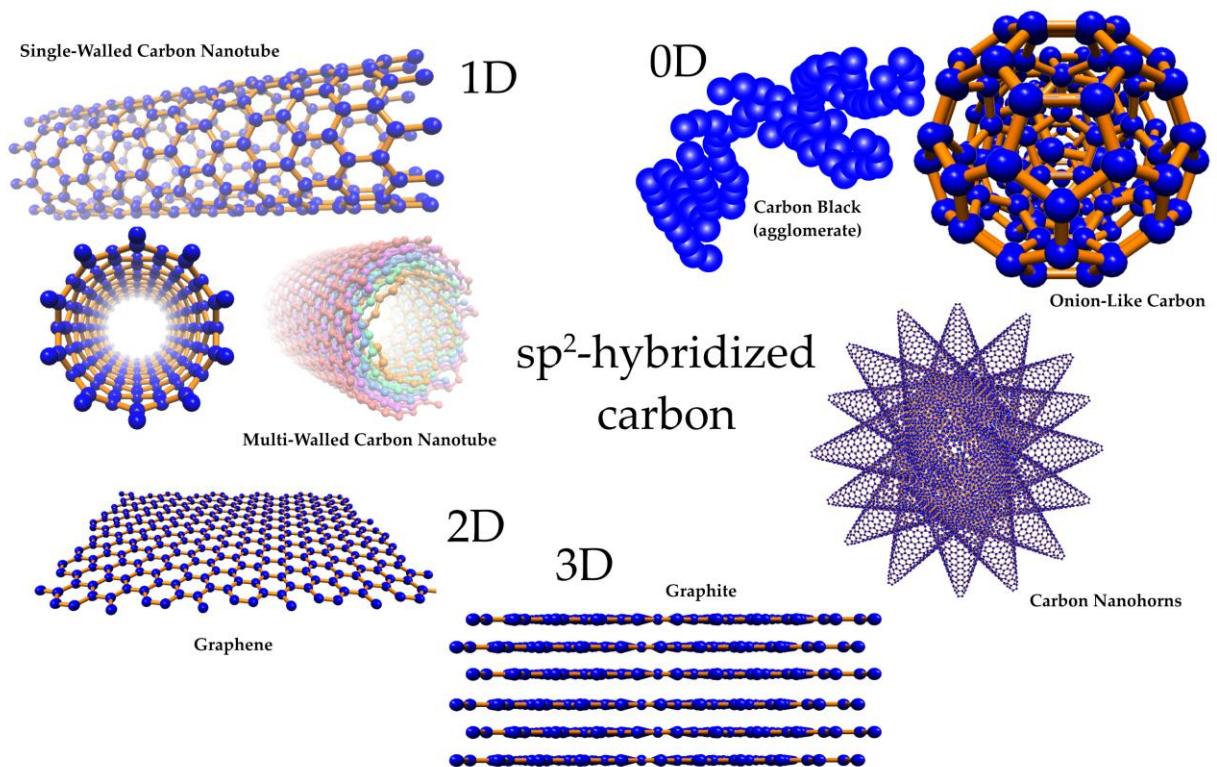 Single-Walled Carbon Nanotube
1D
0D
Carbon Black
(agglomerate)
Onion-Like Carbon
sp²-hybridized
carbon
Multi-Walled Carbon Nanotube
2D
3D
Graphite
Carbon Nanohorns
Graphene